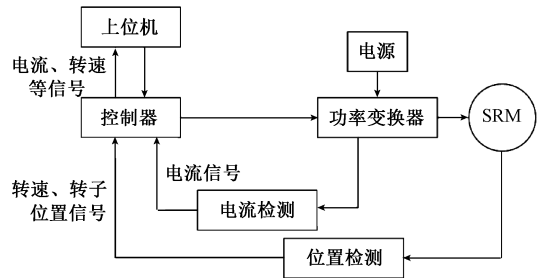 上位机
电源
电流、转速
等信号
控制器
功率变换器
SRM
电流信号
转速、转子
位置信号
电流检测
位置检测